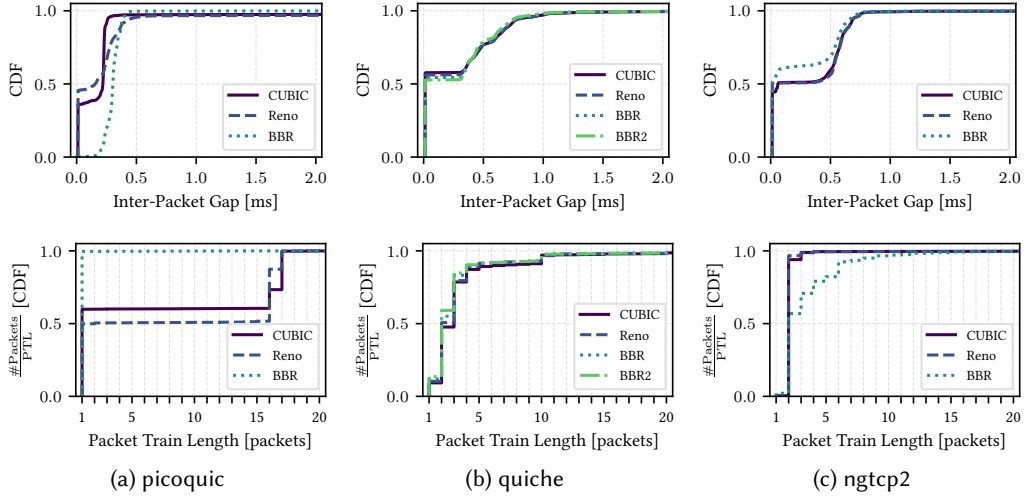 CDF
1.0
0.5
0.0
CUBIC
Reno
BBR
0.0 0.5 1.0 1.5 2.0
Inter-Packet Gap [ms]
CDF
1.0
0.5
0.0
CUBIC
Reno
BBR
BBR2
0.0 0.5 1.0 1.5 2.0
Inter-Packet Gap [ms]
CDF
1.0
0.5
0.0
CUBIC
Reno
BBR
0.0 0.5 1.0 1.5 2.0
Inter-Packet Gap [ms]
#Packets
PTL
[CDF]
1.0
0.5
0.0
CUBIC
Reno
BBR
1 5 10 15 20
Packet Train Length [packets]
#Packets
PTL
[CDF]
1.0
0.5
0.0
CUBIC
Reno
BBR
BBR2
1 5 10 15 20
Packet Train Length [packets]
#Packets
PTL
[CDF]
1.0
0.5
0.0
CUBIC
Reno
BBR
1 5 10 15 20
Packet Train Length [packets]
(a) picoquic
(b) quiche
(c) ngtcp2